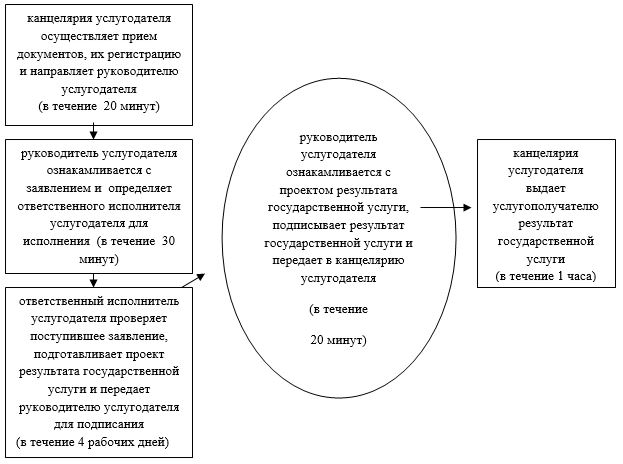 канцелярия услугодателя
осуществляет прием
документов, их регистрацию
и направляет руководителю
услугодателя
(в течение 20 минут)
руководитель услугодателя
ознакамливается с
заявлением и определяет
ответственного исполнителя
услугодателя для
исполнения (в течение 30
минут)
ответственный исполнитель
услугодателя проверяет
поступившее заявление,
подготавливает проект
результата государственной
услуги и передает
руководителю услугодателя
для подписания
(в течение 4 рабочих дней)
руководитель
услугодателя
ознакамливается с
проектом результата
государственной услуги,
подписывает результат
государственной услуги и
передает в канцелярию
услугодателя
(в течение
20 минут)
канцелярия
услугодателя
выдает
услугополучателю
результат
государственной
услуги
(в течение 1 часа)